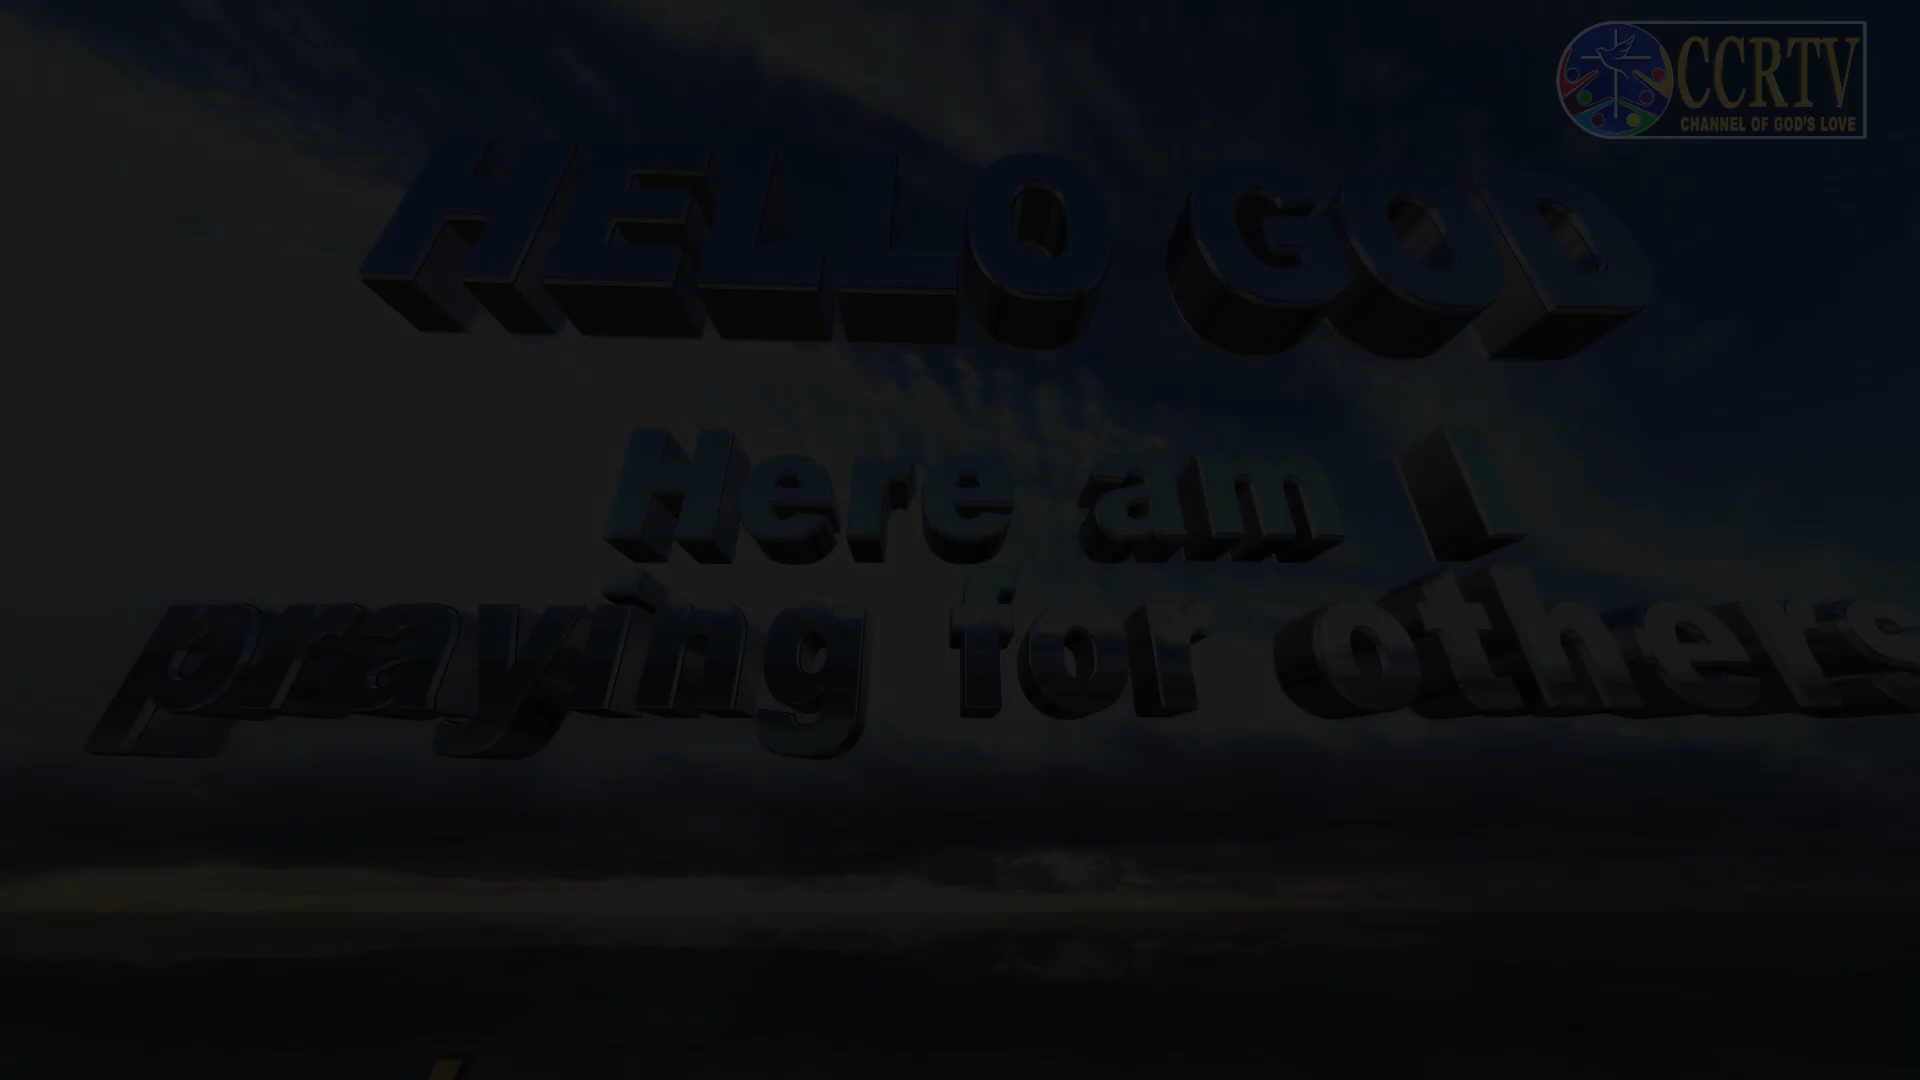 CCRTV
CHANNEL OF GOD'S LOVE
HELLO GOD
Here am I
praying for others